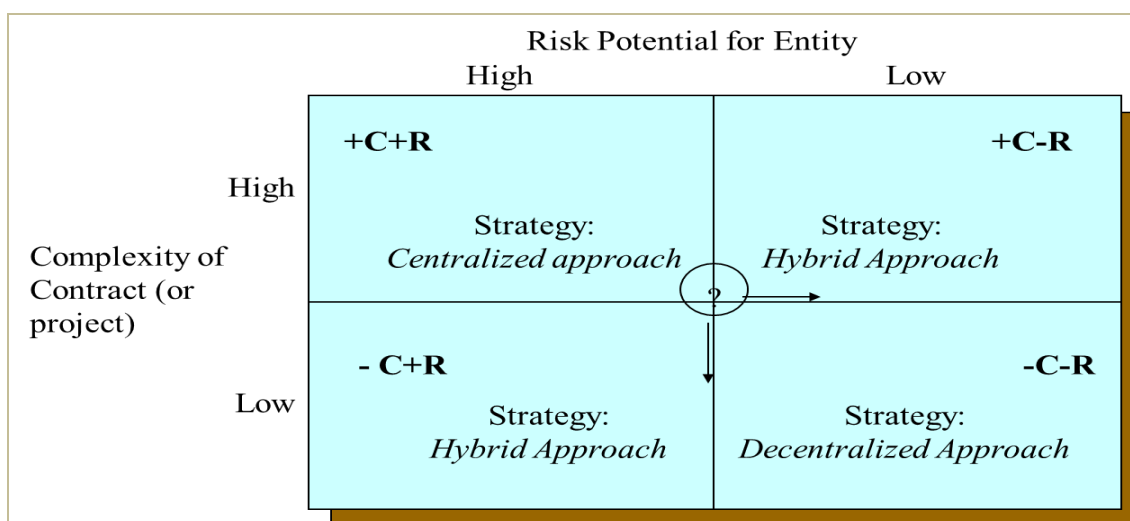 Risk Potential for Entity
High
Low
+C+R
+C-R
High
Strategy:
Centralized approach
Strategy:
Hybrid Approach
Complexity of
Contract (or
project)
?
- C+R
-C-R
Low
Strategy:
Hybrid Approach
Strategy:
Decentralized Approach